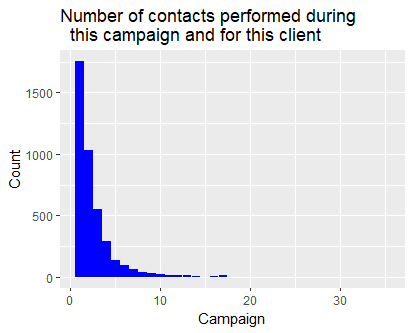 Number of contacts performed during
this campaign and for this client
1500
1000
500
0
Count
0 10 20 30
Campaign